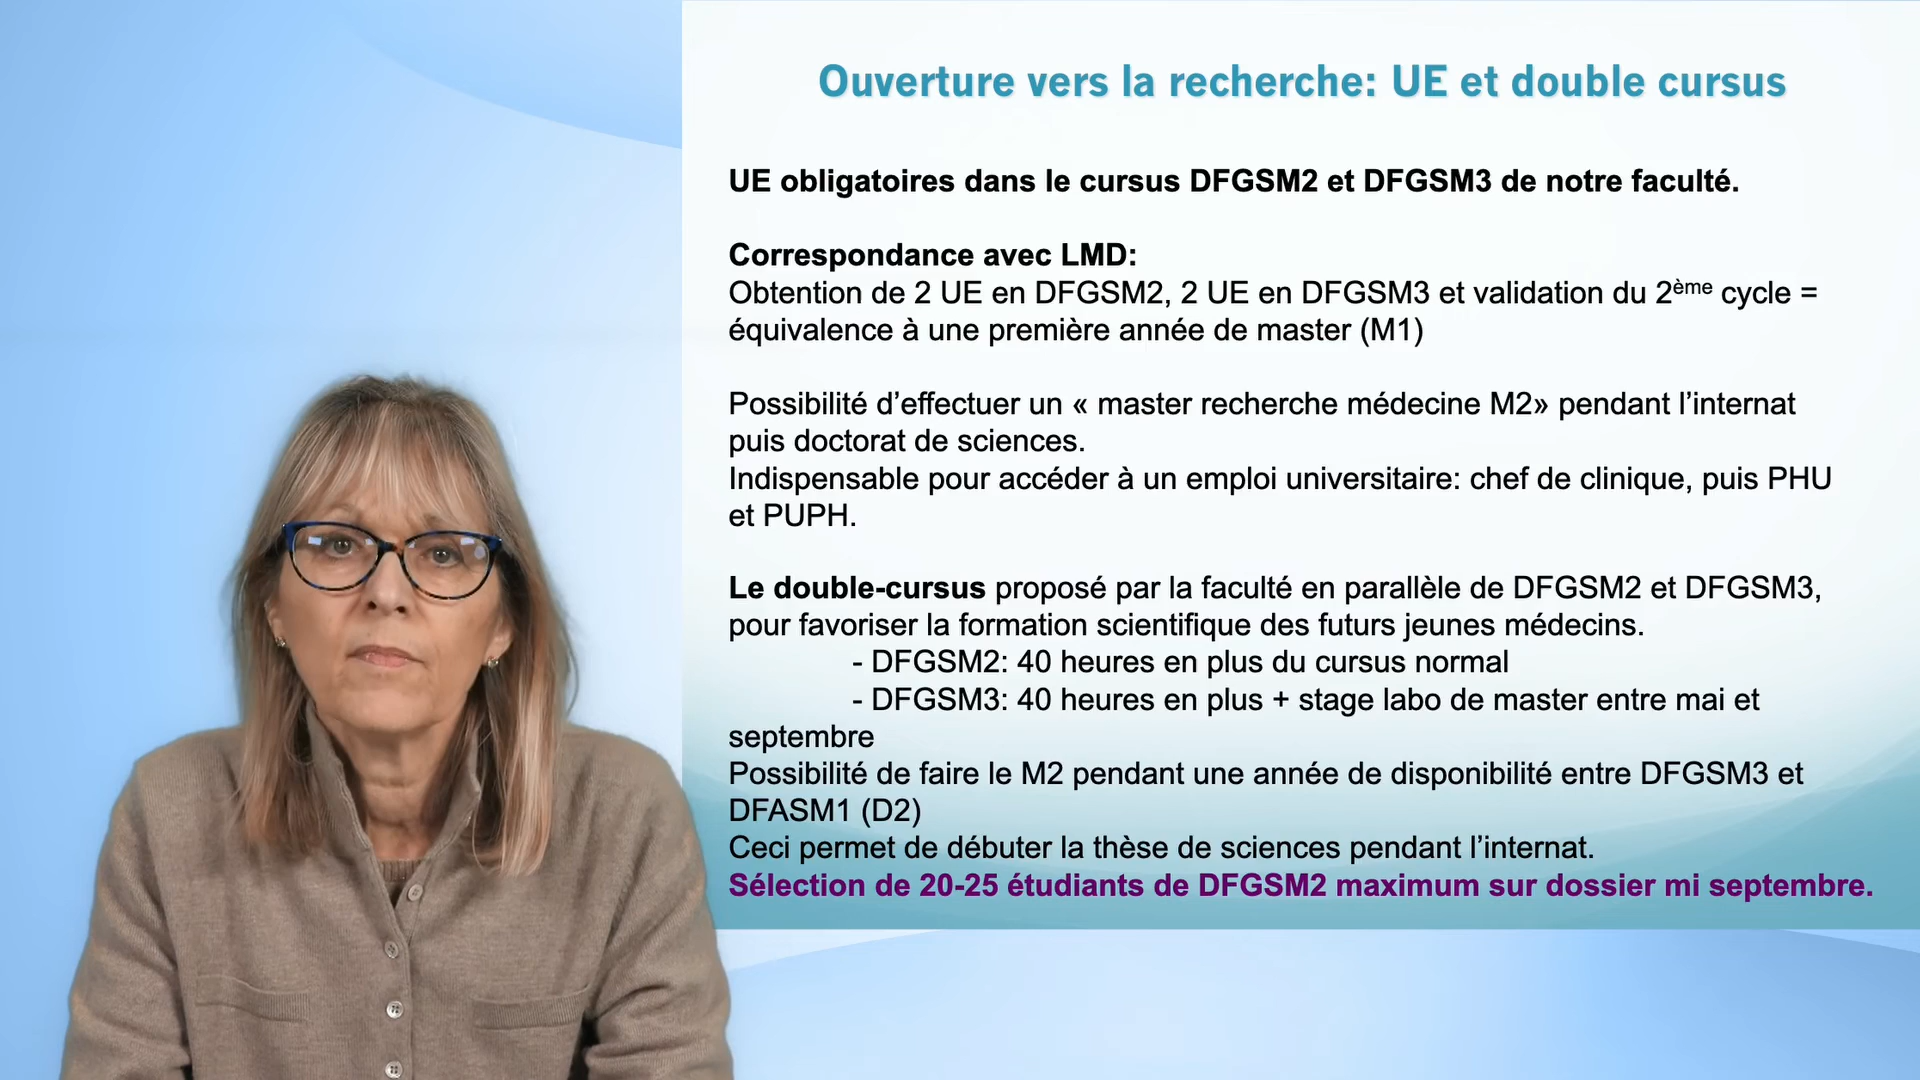 Ouverture vers la recherche: UE et double cursus
UE obligatoires dans le cursus DFGSM2 et DFGSM3 de notre faculté.
Correspondance avec LMD:
Obtention de 2 UE en DFGSM2, 2 UE en DFGSM3 et validation du 2ème cycle =
équivalence à une première année de master (M1)
Possibilité d’effectuer un « master recherche médecine M2» pendant l’internat
puis doctorat de sciences.
Indispensable pour accéder à un emploi universitaire: chef de clinique, puis PHU
et PUPH.
Le double-cursus proposé par la faculté en parallèle de DFGSM2 et DFGSM3,
pour favoriser la formation scientifique des futurs jeunes médecins.
- DFGSM2: 40 heures en plus du cursus normal
- DFGSM3: 40 heures en plus + stage labo de master entre mai et
septembre
Possibilité de faire le M2 pendant une année de disponibilité entre DFGSM3 et
DFASM1 (D2)
Ceci permet de débuter la thèse de sciences pendant l’internat.
Sélection de 20-25 étudiants de DFGSM2 maximum sur dossier mi septembre.